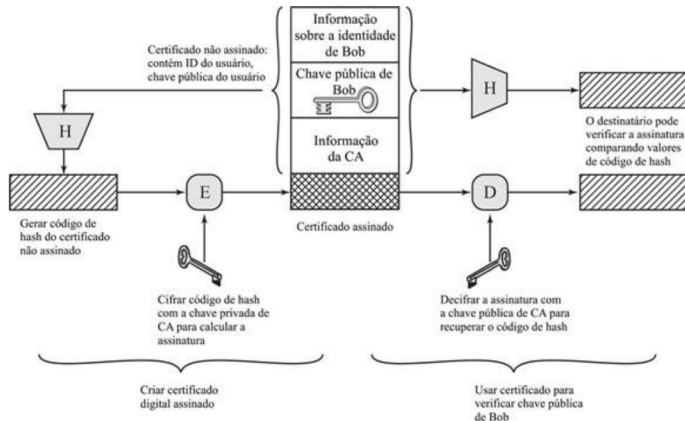 Certificado não assinado:
contém ID do usuário,
chave pública do usuário
Informação
sobre a identidade
de Bob
Chave pública de
Bob
Informação
da CA
H
H
O destinatário pode
verificar a assinatura
comparando valores
de código de hash
E
D
Gerar código de
hash do certificado
não assinado
Certificado assinado
Cifrar código de hash
com a chave privada de
CA para calcular a
assinatura
Decifrar a assinatura com
a chave pública de CA para
recuperar o código de hash
Criar certificado
digital assinado
Usar certificado para
verificar chave pública
de Bob